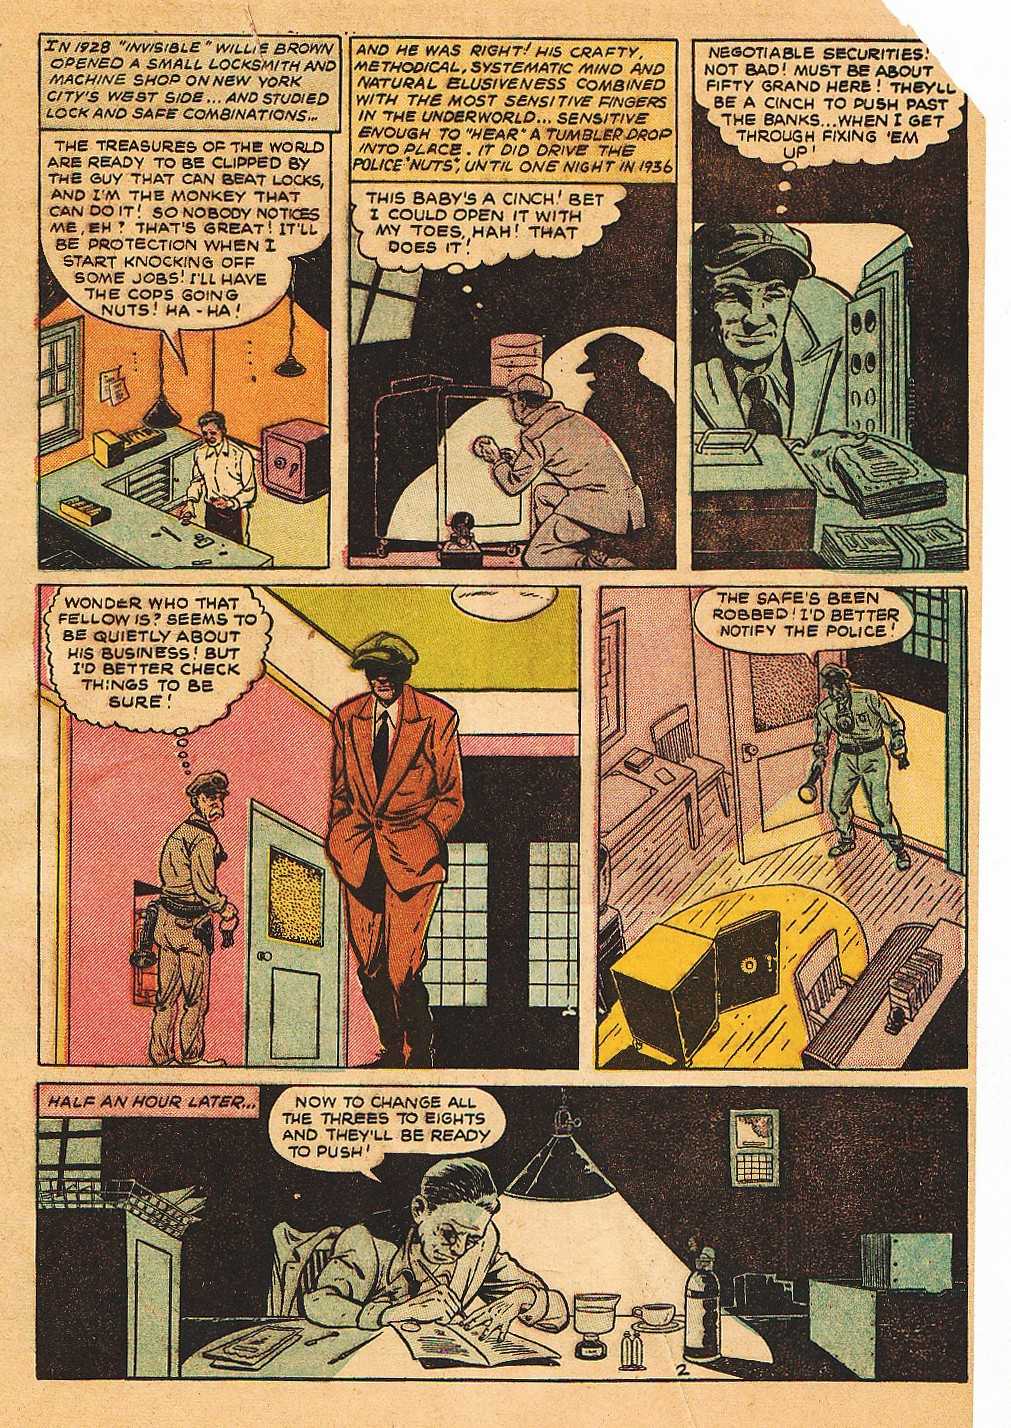 IN 1928 "INVISIBLE" WILLIE BROWN
OPENED A SMALL LOCKSMITH AND
MACHINE SHOP ON NEW YORK
CITY'S WEST SIDE... AND STUDIED
LOCK AND SAFE COMBINATIONS...
THE TREASURES OF THE WORLD
ARE READY TO BE CLIPPED BY
THE GUY THAT CAN BEAT LOCKS,
AND I'M THE MONKEY THAT
CAN DO IT! SO NOBODY NOTICES
ME, EH? THAT'S GREAT! IT'LL
BE PROTECTION WHEN I
START KNOCKING OFF
SOME JOBS! I'LL HAVE
THE COPS GOING
NUTS! HA-HA!
AND HE WAS RIGHT! HIS CRAFTY,
METHODICAL, SYSTEMATIC MIND AND
NATURAL ELUSIVENESS COMBINED
WITH THE MOST SENSITIVE FINGERS
IN THE UNDERWORLD... SENSITIVE
ENOUGH TO "HEAR" A TUMBLER DROP
INTO PLACE. IT DID DRIVE THE
POLICE "NUTS", UNTIL ONE NIGHT IN 1936
THIS BABY'S A CINCH! BET
I COULD OPEN IT WITH
MY TOES, HAH! THAT
DOES IT!
NEGOTIABLE SECURITIES!
NOT BAD! MUST BE ABOUT
FIFTY GRAND HERE! THEY'LL
BE A CINCH TO PUSH PAST
THE BANKS... WHEN I GET
THROUGH FIXING 'EM
UP!
WONDER WHO THAT
FELLOW IS? SEEMS TO
BE QUIETLY ABOUT
HIS BUSINESS! BUT
I'D BETTER CHECK
THINGS TO BE
SURE!
THE SAFE'S BEEN
ROBBED! I'D BETTER
NOTIFY THE POLICE!
HALF AN HOUR LATER...
NOW TO CHANGE ALL
THE THREES TO EIGHTS
AND THEY'LL BE READY
TO PUSH!
2